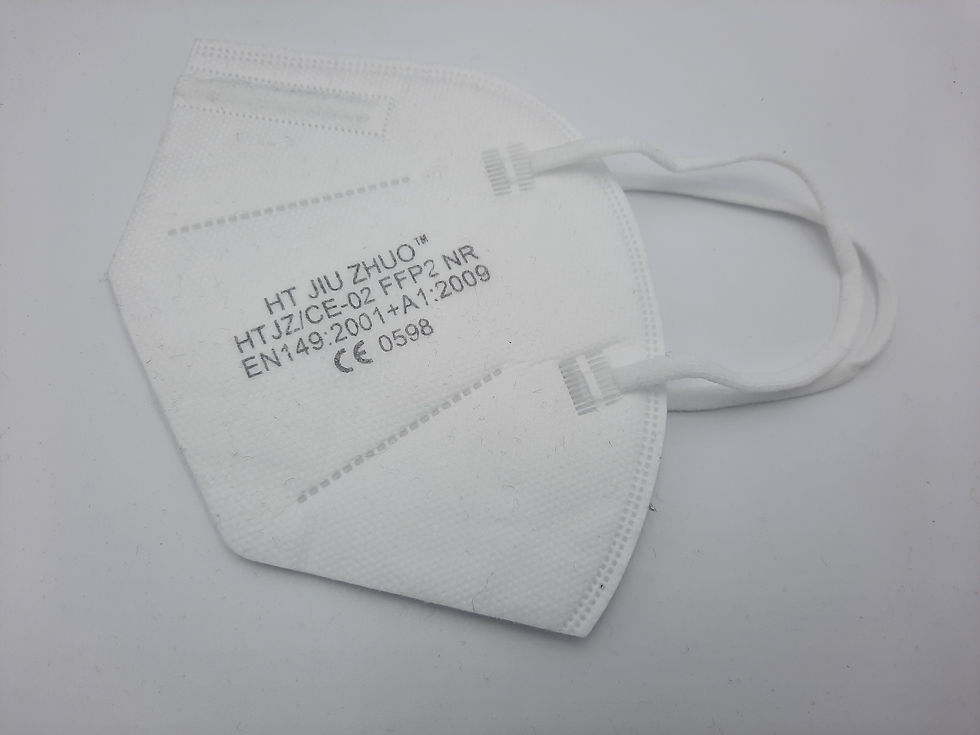 HT JIU ZHUO™
HTJZ/CE-02 FFP2 NR
EN149:2001+A1:2009
CE 0598